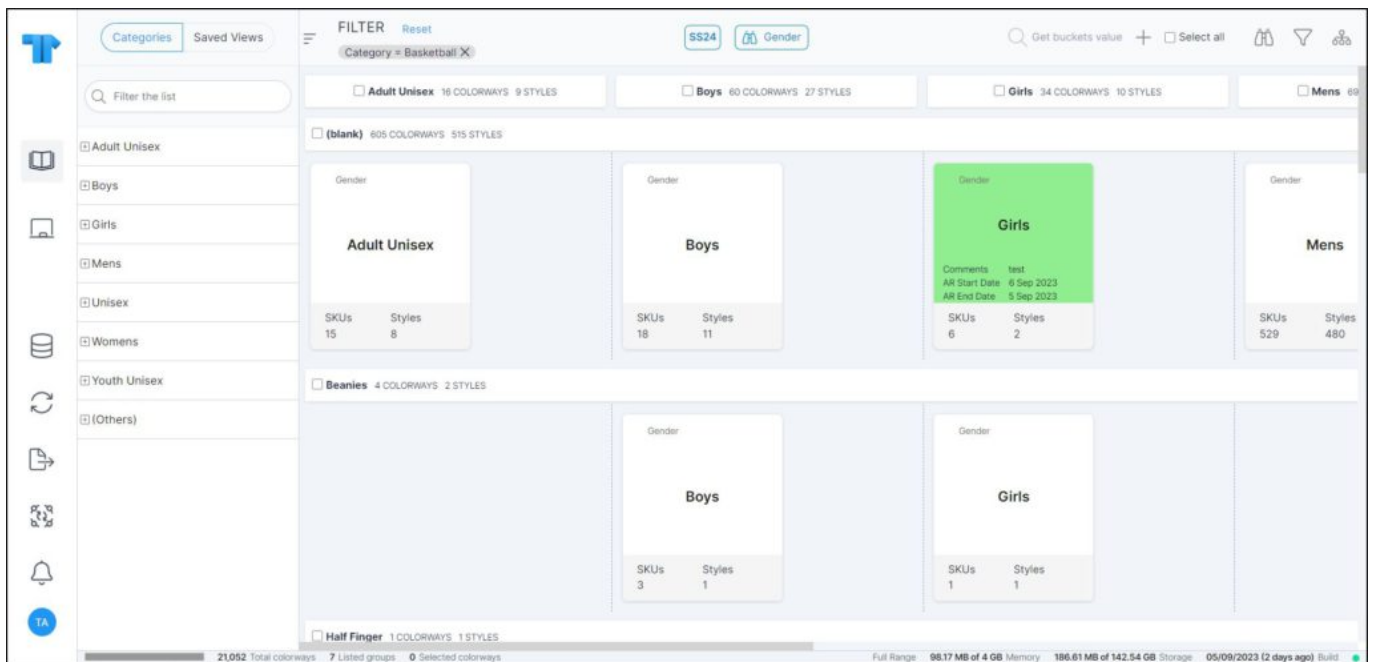 Categories
Saved Views
FILTER Reset
Category = Basketball X
SS24
Gender
Get buckets value
Select all
Filter the list
Adult Unisex
Boys
Girls
Mens
Unisex
Womens
Youth Unisex
(Others)
Adult Unisex 16 COLORWAYS 9 STYLES
Boys 60 COLORWAYS 27 STYLES
Girls 34 COLORWAYS 10 STYLES
Mens 69
(blank) 605 COLORWAYS 515 STYLES
Gender
Adult Unisex
SKUs Styles
15 8
Gender
Boys
SKUs Styles
18 11
Gender
Girls
Comments test
AR Start Date 6 Sep 2023
AR End Date 5 Sep 2023
SKUs Styles
6 2
Gender
Mens
SKUs Styles
529 480
Beanies 4 COLORWAYS 2 STYLES
Gender
Boys
SKUs Styles
3 1
Gender
Girls
SKUs Styles
1 1
Half Finger 1 COLORWAYS 1 STYLES
TA
21,052 Total colorways 7 Listed groups 0 Selected colorways
Full Range 98.17 MB of 4 GB Memory 186.61 MB of 142.54 GB Storage 05/09/2023 (2 days ago) Build